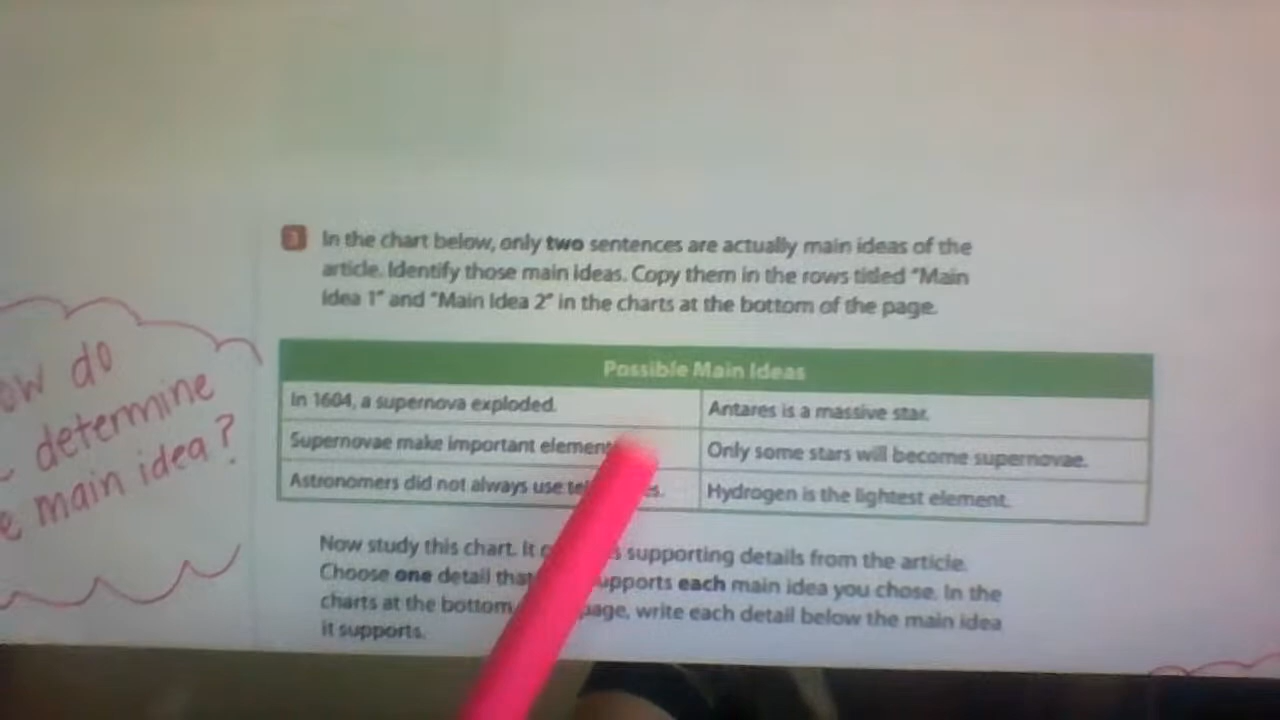 3 In the chart below, only two sentences are actually main ideas of the
article. Identify those main ideas. Copy them in the rows titled "Main
Idea 1" and "Main Idea 2" in the charts at the bottom of the page.
Possible Main Ideas
In 1604, a supernova exploded.
Antares is a massive star.
Supernovae make important element
Only some stars will become supernovae.
Astronomers did not always use
Hydrogen is the lightest element.
Now study this chart. It supporting details from the article.
Choose one detail that each main idea you chose. In the
charts at the bottom page, write each detail below the main idea
it supports.
ow do
determine
main idea?